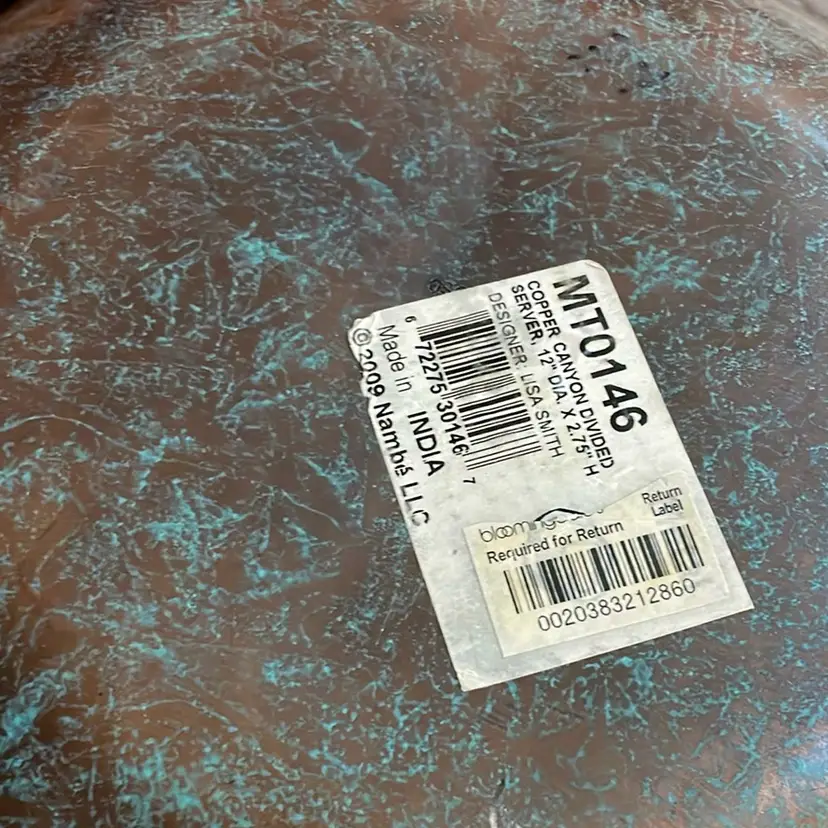 MT0146
COPPER CANYON DIVIDED
SERVER, 12" DIA. X 2.75" H
DESIGNER: LISA SMITH
6 72275 30146 7
Made in INDIA
©2009 Nambé LLC
Return
Label
Required for Return
0020383212860